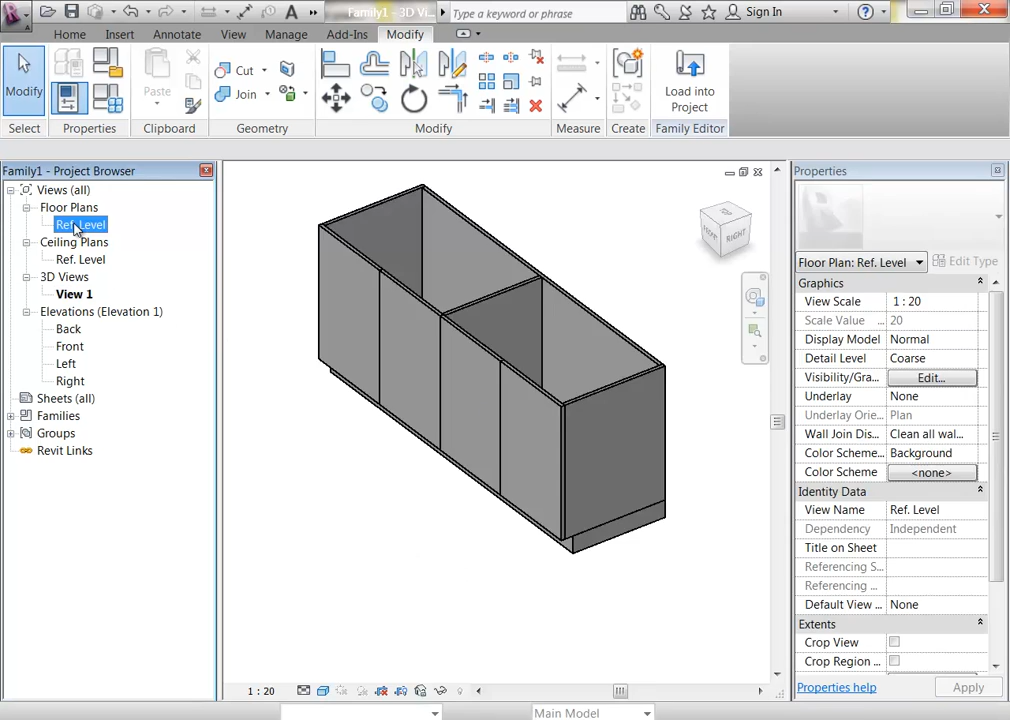 Family1 - 3D Vi...
Type a keyword or phrase
Sign In
Home Insert Annotate View Manage Add-Ins Modify
Modify
Paste
Cut
Join
Load into
Project
Select Properties Clipboard Geometry Modify Measure Create Family Editor
Family1 - Project Browser
Views (all)
Floor Plans
Ref. Level
Ceiling Plans
Ref. Level
3D Views
View 1
Elevations (Elevation 1)
Back
Front
Left
Right
Sheets (all)
Families
Groups
Revit Links
TOP
RIGHT
1 : 20
Properties
Floor Plan: Ref. Level
Edit Type
Graphics
View Scale 1 : 20
Scale Value ... 20
Display Model Normal
Detail Level Coarse
Visibility/Gra... Edit...
Underlay None
Underlay Orie... Plan
Wall Join Dis... Clean all wal...
Color Scheme... Background
Color Scheme <none>
Identity Data
View Name Ref. Level
Dependency Independent
Title on Sheet
Referencing S...
Referencing ...
Default View ... None
Extents
Crop View
Crop Region ...
Properties help
Apply
Main Model